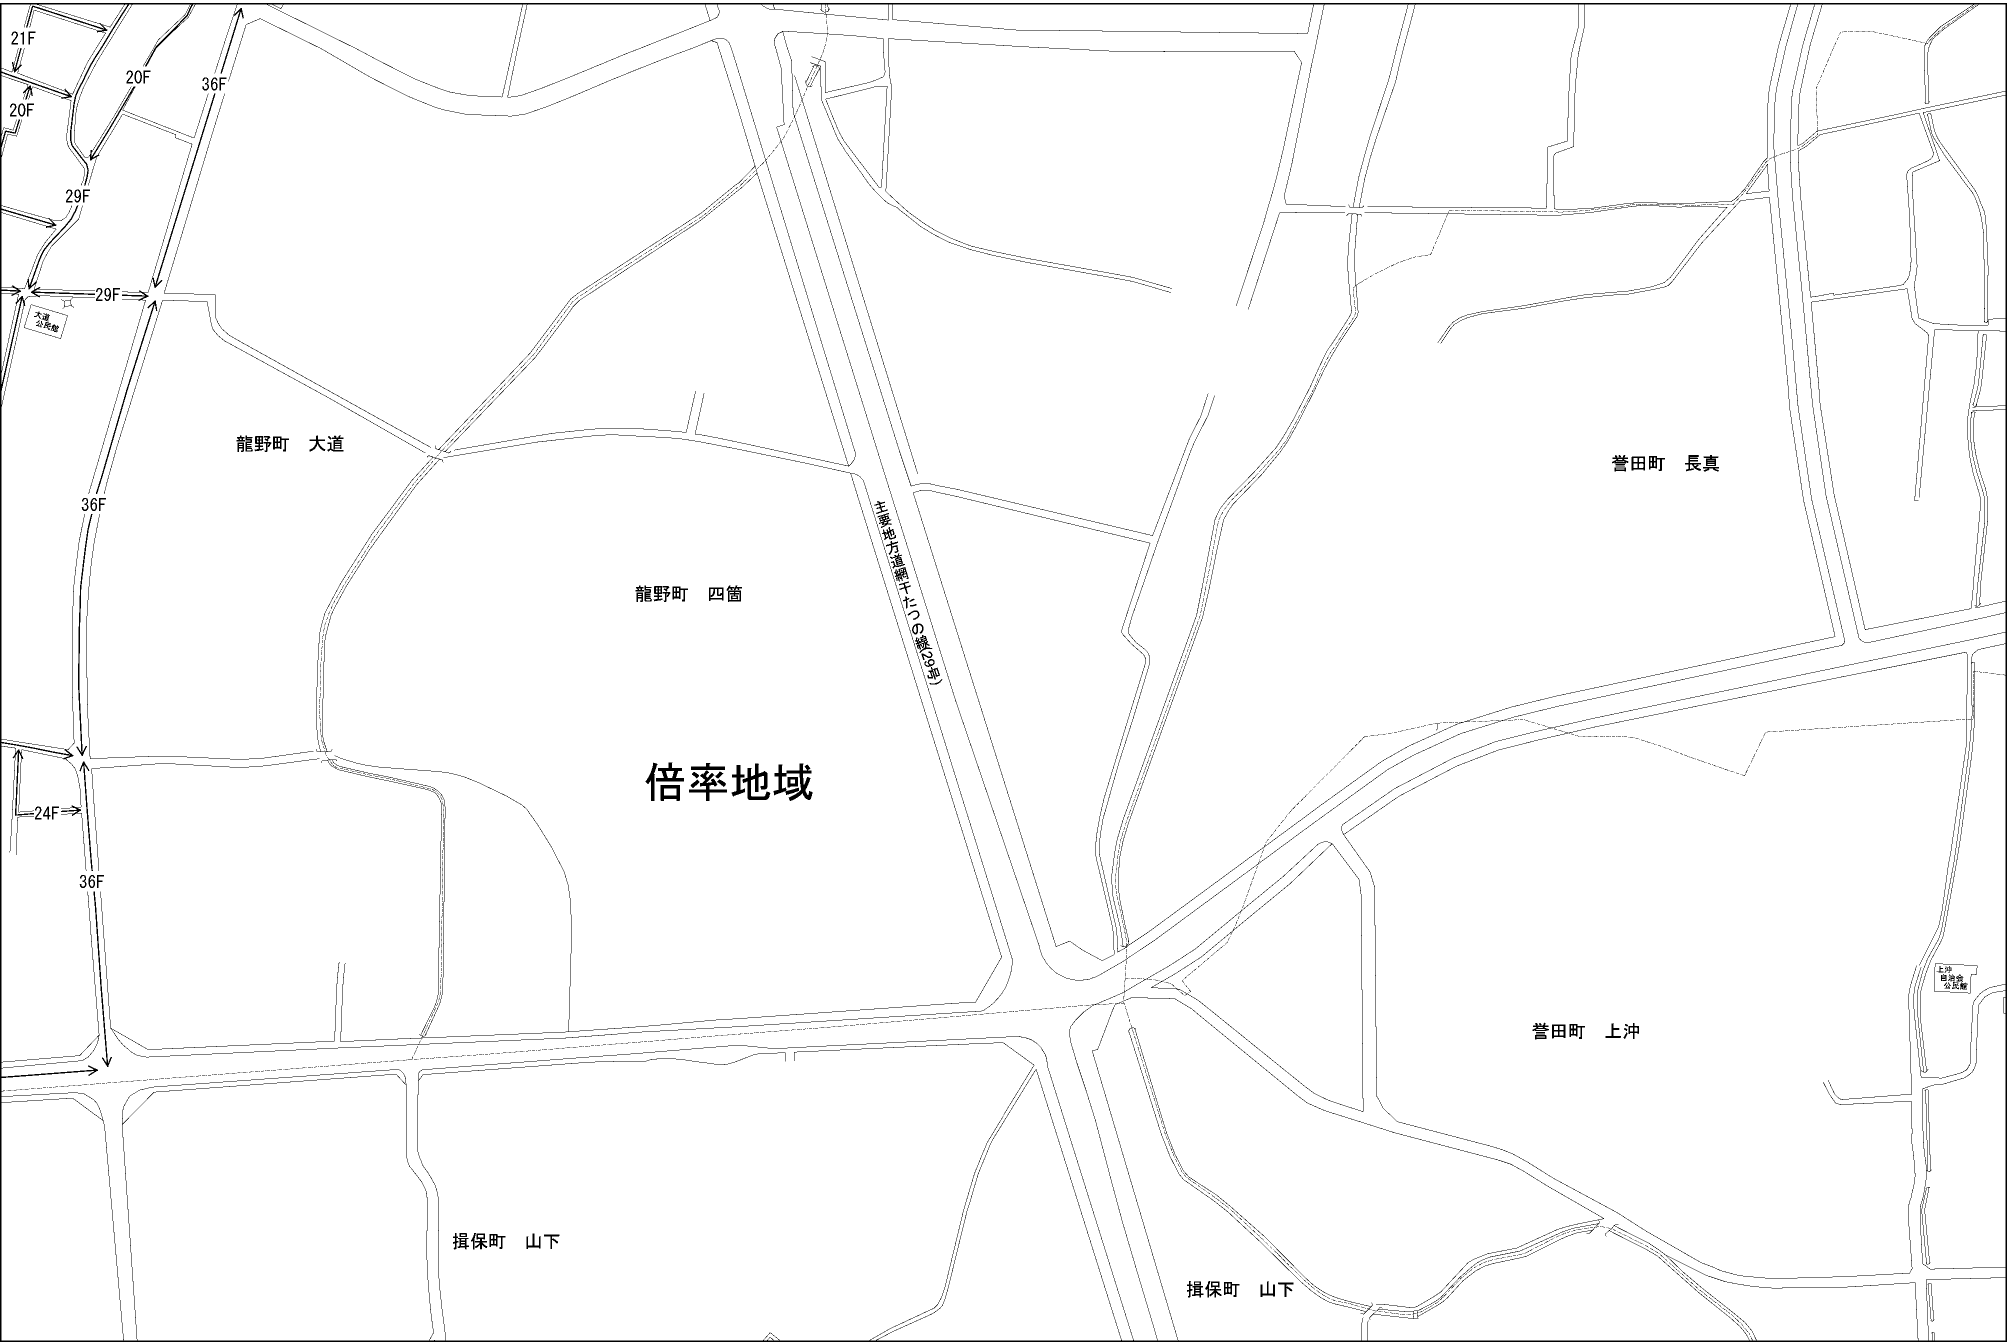 21F
20F
36F
20F
29F
29F
大道
公民館
龍野町　大道
誉田町　長真
36F
主要地方道網干たつの線(29号)
龍野町　四箇
倍率地域
24F
36F
上沖
自治会
公民館
誉田町　上沖
揖保町　山下
揖保町　山下